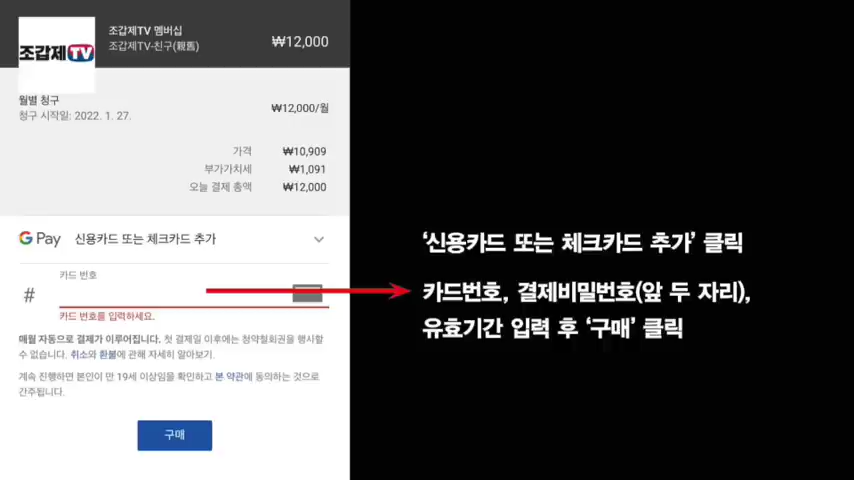 조갑제TV
조갑제TV 멤버십
조갑제TV-친구(親舊)
₩12,000
월별 청구
청구 시작일: 2022. 1. 27.
₩12,000/월
가격 ₩10,909
부가가치세 ₩1,091
오늘 결제 총액 ₩12,000
G Pay 신용카드 또는 체크카드 추가
카드 번호
#
카드 번호를 입력하세요.
매월 자동으로 결제가 이루어집니다. 첫 결제일 이후에는 청약철회권을 행사할
수 없습니다. 취소와 환불에 관해 자세히 알아보기.
계속 진행하면 본인이 만 19세 이상임을 확인하고 본 약관에 동의하는 것으로
간주됩니다.
구매
‘신용카드 또는 체크카드 추가’ 클릭
카드번호, 결제비밀번호(앞 두 자리),
유효기간 입력 후 ‘구매’ 클릭